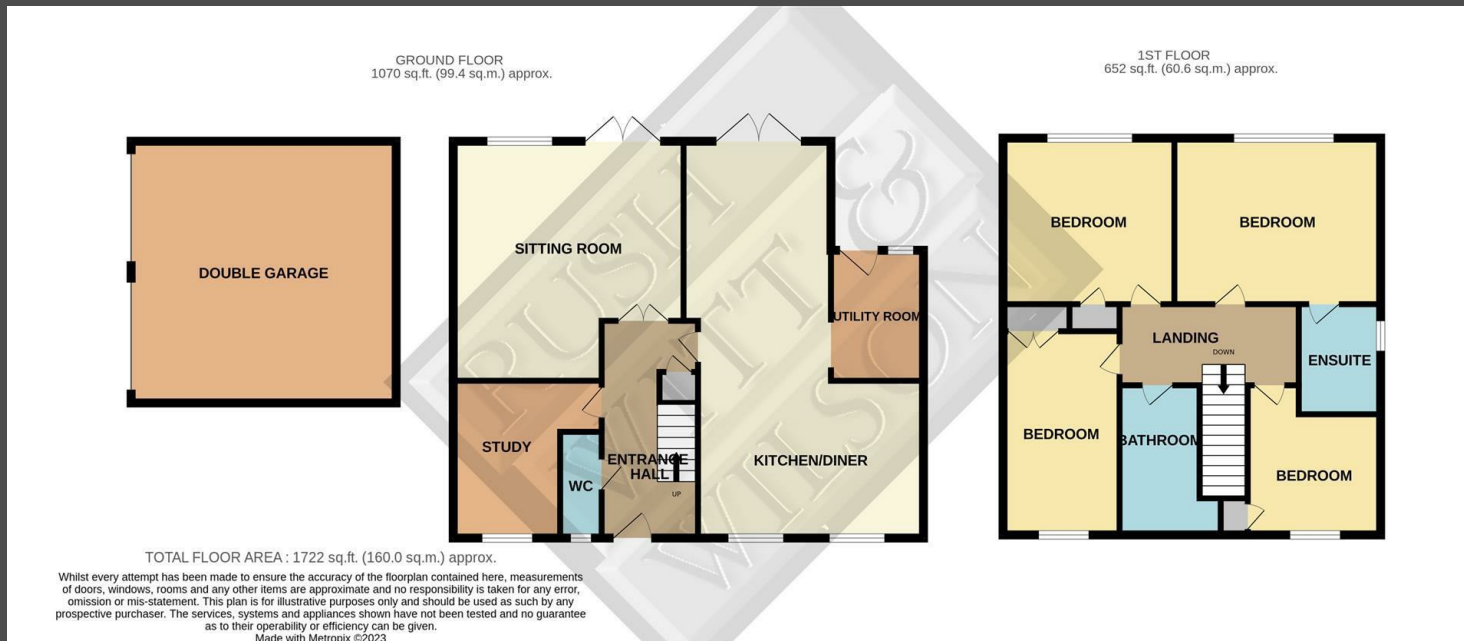 GROUND FLOOR
1070 sq.ft. (99.4 sq.m.) approx.
1ST FLOOR
652 sq.ft. (60.6 sq.m.) approx.
DOUBLE GARAGE
SITTING ROOM
UTILITY ROOM
STUDY
WC
ENTRANCE
HALL
UP
KITCHEN/DINER
BEDROOM
BEDROOM
LANDING
DOWN
ENSUITE
BEDROOM
BATHROOM
BEDROOM
RUSH
WITT &
WILSON
TOTAL FLOOR AREA : 1722 sq.ft. (160.0 sq.m.) approx.
Whilst every attempt has been made to ensure the accuracy of the floorplan contained here, measurements
of doors, windows, rooms and any other items are approximate and no responsibility is taken for any error,
omission or mis-statement. This plan is for illustrative purposes only and should be used as such by any
prospective purchaser. The services, systems and appliances shown have not been tested and no guarantee
as to their operability or efficiency can be given.
Made with Metropix ©2023